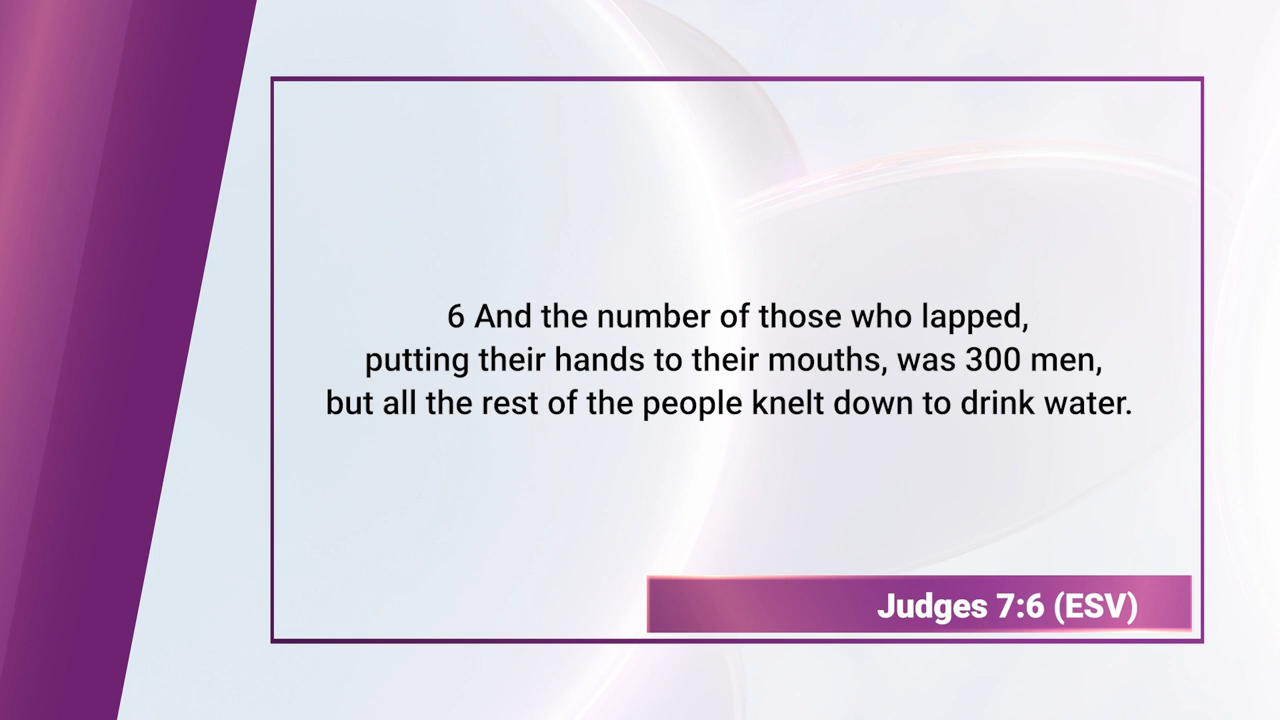 6 And the number of those who lapped,
putting their hands to their mouths, was 300 men,
but all the rest of the people knelt down to drink water.
Judges 7:6 (ESV)